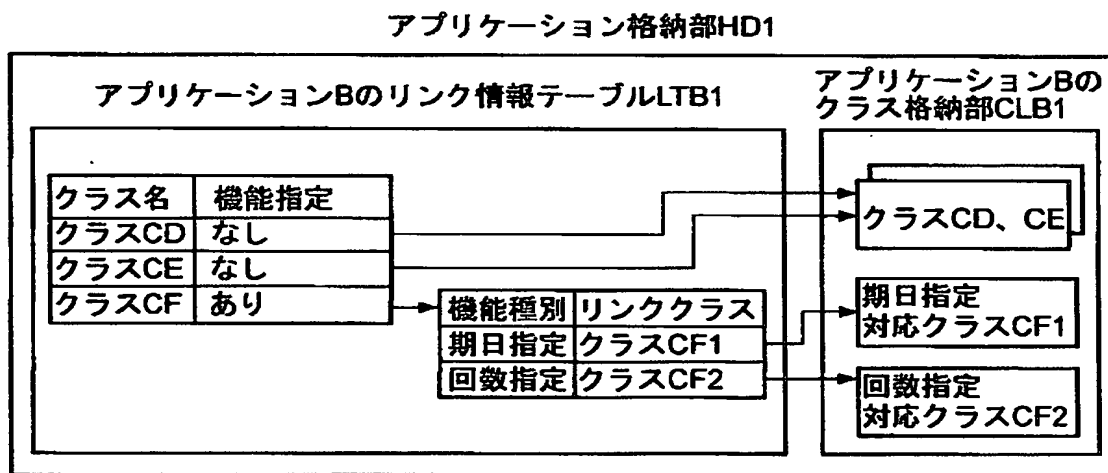 アプリケーション格納部HD1
アプリケーションBのリンク情報テーブルLTB1
アプリケーションBの
クラス格納部CLB1
クラス名 機能指定
クラスCD なし
クラスCE なし
クラスCF あり
機能種別 リンククラス
期日指定 クラスCF1
回数指定 クラスCF2
クラスCD、CE
期日指定
対応クラスCF1
回数指定
対応クラスCF2